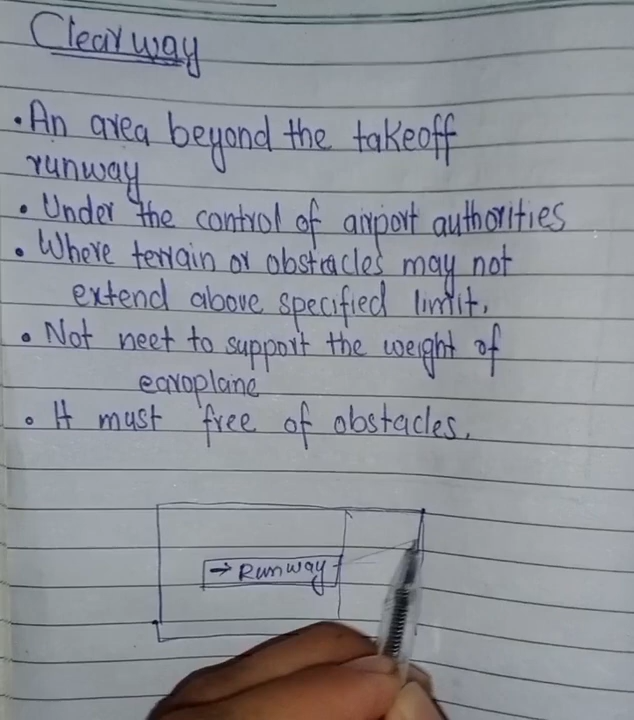 Clearway
• An area beyond the takeoff
runway
• Under the control of airport authorities
• Where terrain or obstracles may not
extend above specified limit.
• Not neet to support the weight of
earoplane
• It must free of obstacles.
→ Runway